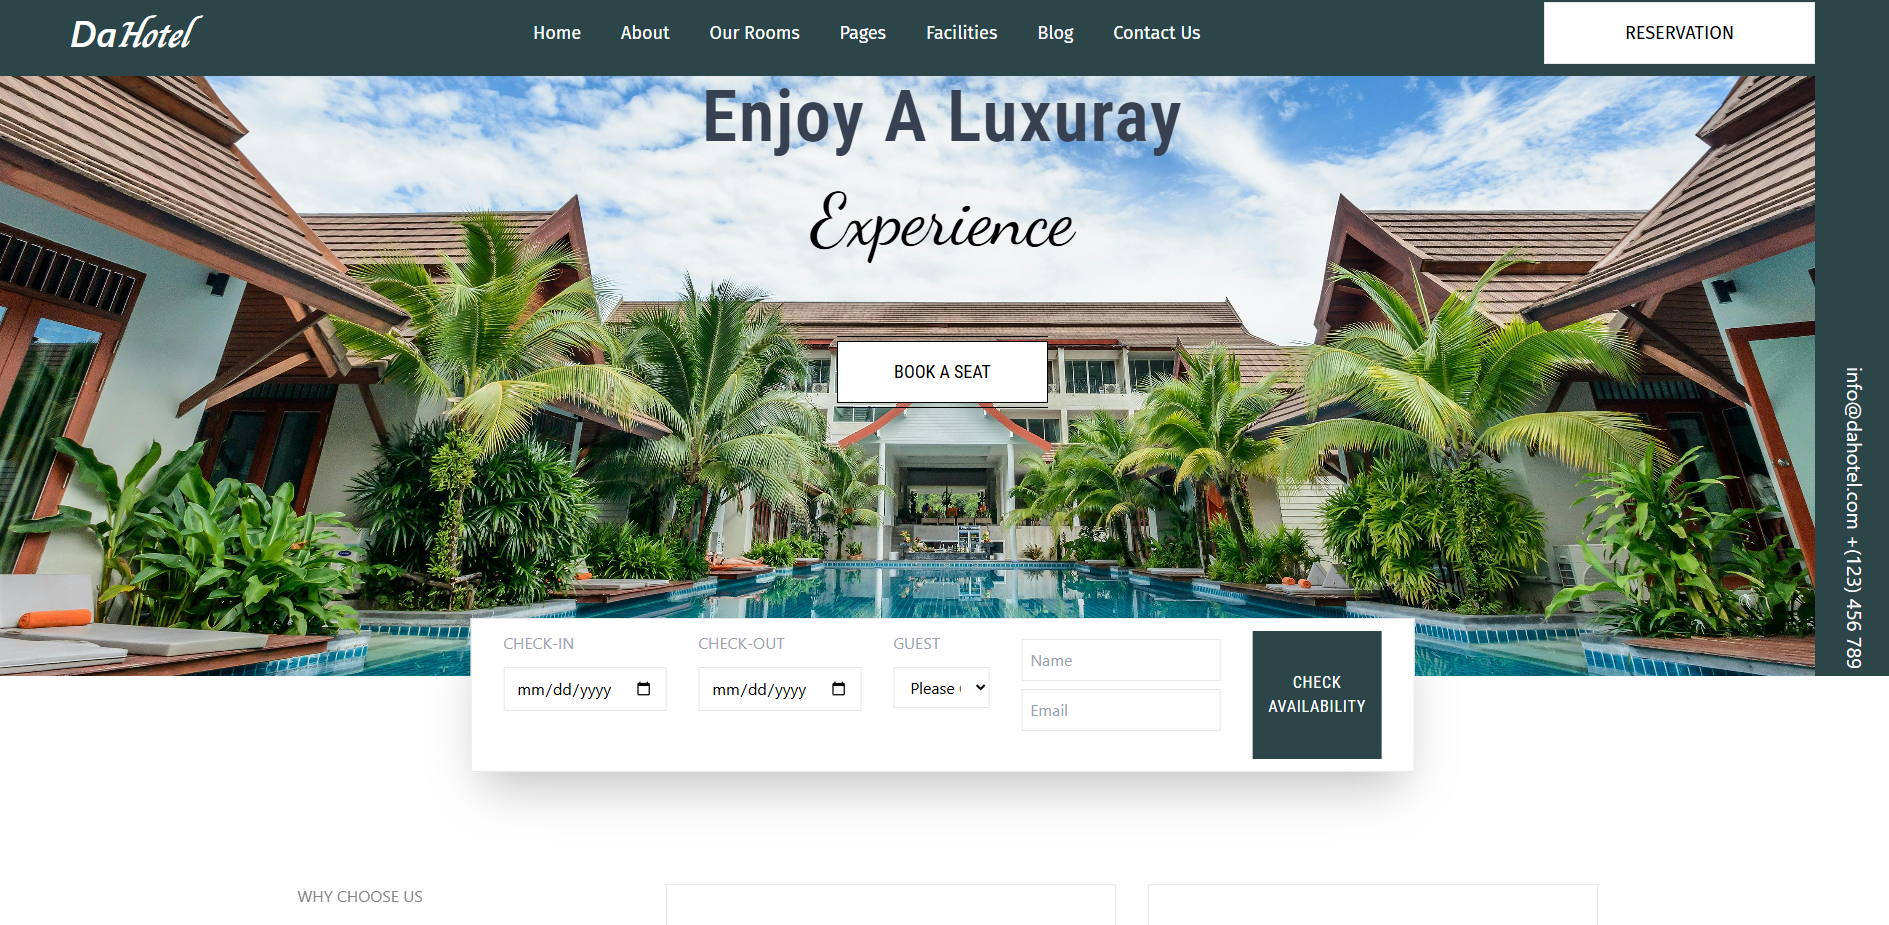 DaHotel
Home About Our Rooms Pages Facilities Blog Contact Us
RESERVATION
Enjoy A Luxuray
Experience
BOOK A SEAT
info@dahotel.com +(123) 456 789
CHECK-IN
mm/dd/yyyy
CHECK-OUT
mm/dd/yyyy
GUEST
Please
Name
Email
CHECK
AVAILABILITY
WHY CHOOSE US